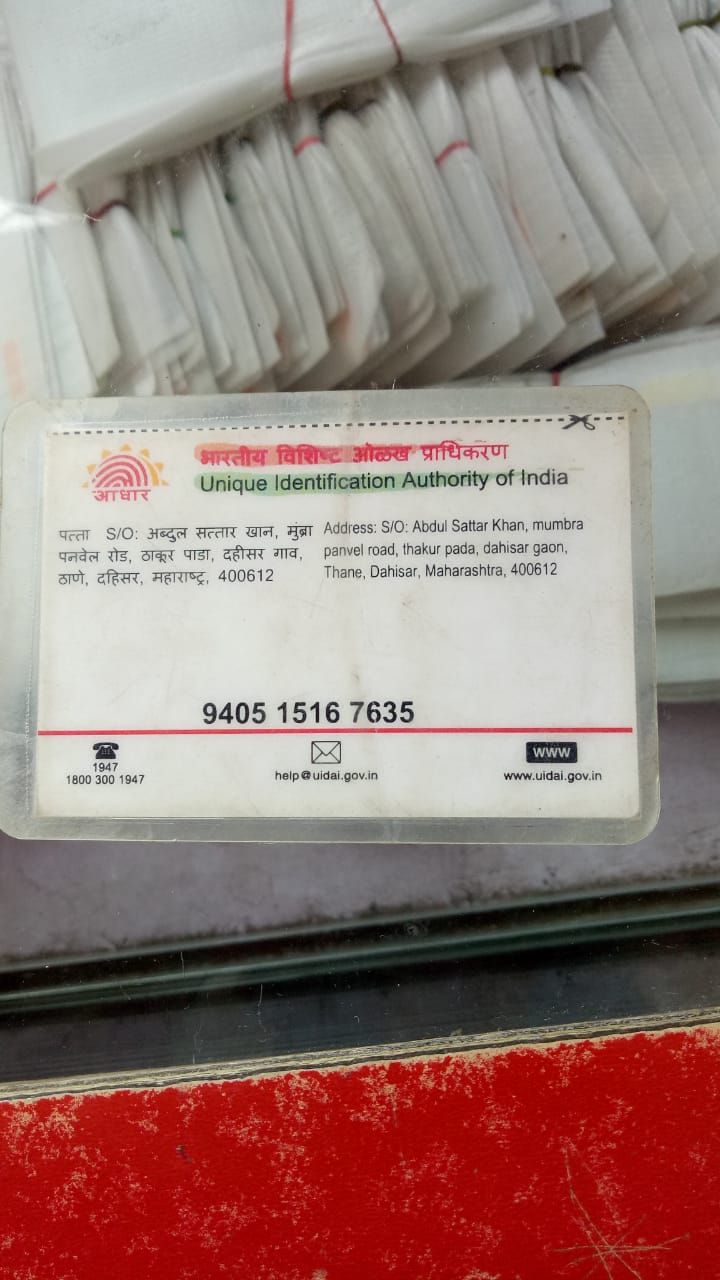 भारतीय विशिष्ट ओळख प्राधिकरण
Unique Identification Authority of India
आधार
पत्ता S/O: अब्दुल सत्तार खान, मुंब्रा
पनवेल रोड, ठाकूर पाडा, दहीसर गाव,
ठाणे, दहिसर, महाराष्ट्र, 400612
Address: S/O: Abdul Sattar Khan, mumbra
panvel road, thakur pada, dahisar gaon,
Thane, Dahisar, Maharashtra, 400612
9405 1516 7635
1947
1800 300 1947
help@uidai.gov.in
www
www.uidai.gov.in